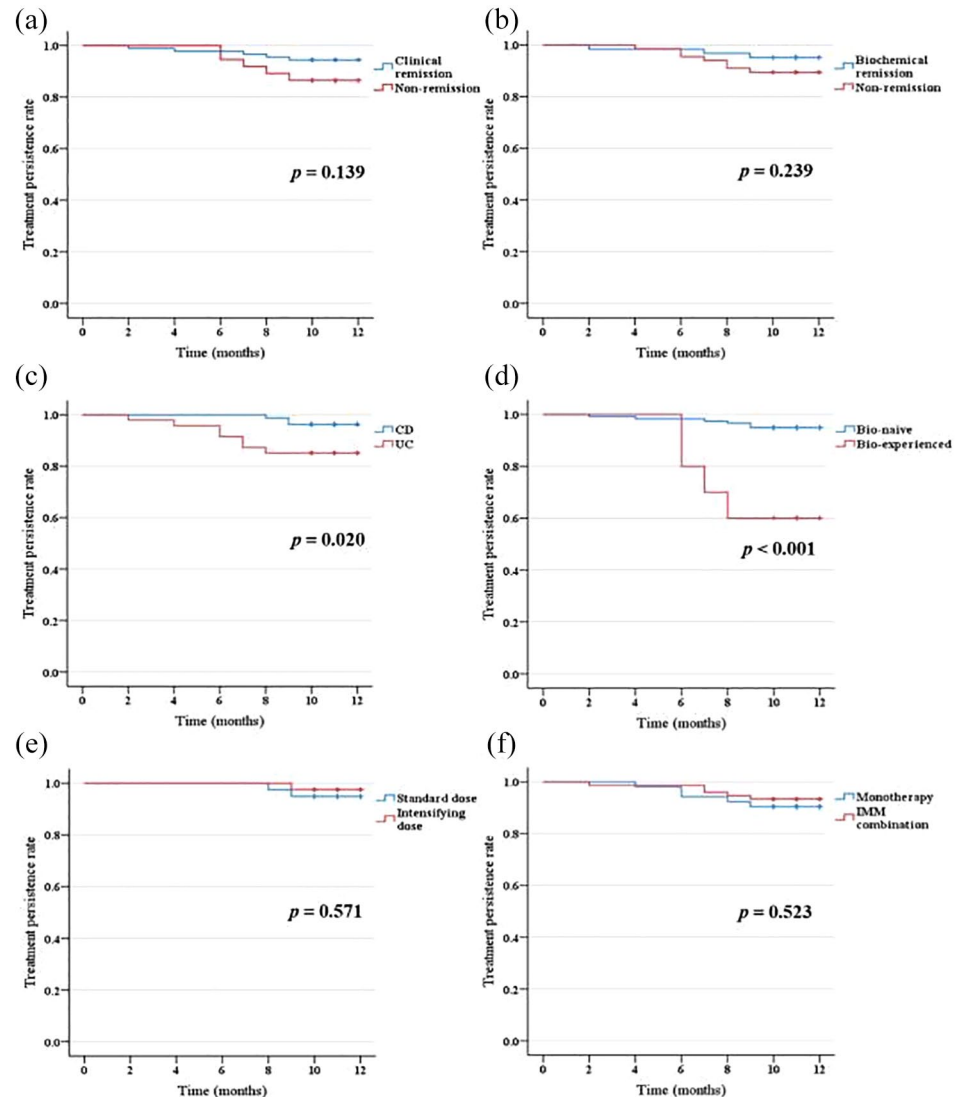 (a)
Treatment persistence rate
1.0
0.8
0.6
0.4
0.2
0.0
Clinical
remission
Non-remission
p = 0.139
0 2 4 6 8 10 12
Time (months)
(b)
Treatment persistence rate
1.0
0.8
0.6
0.4
0.2
0.0
Biochemical
remission
Non-remission
p = 0.239
0 2 4 6 8 10 12
Time (months)
(c)
Treatment persistence rate
1.0
0.8
0.6
0.4
0.2
0.0
CD
UC
p = 0.020
0 2 4 6 8 10 12
Time (months)
(d)
Treatment persistence rate
1.0
0.8
0.6
0.4
0.2
0.0
Bio-naive
Bio-experienced
p < 0.001
0 2 4 6 8 10 12
Time (months)
(e)
Treatment persistence rate
1.0
0.8
0.6
0.4
0.2
0.0
Standard dose
Intensifying
dose
p = 0.571
0 2 4 6 8 10 12
Time (months)
(f)
Treatment persistence rate
1.0
0.8
0.6
0.4
0.2
0.0
Monotherapy
IMM
combination
p = 0.523
0 2 4 6 8 10 12
Time (months)